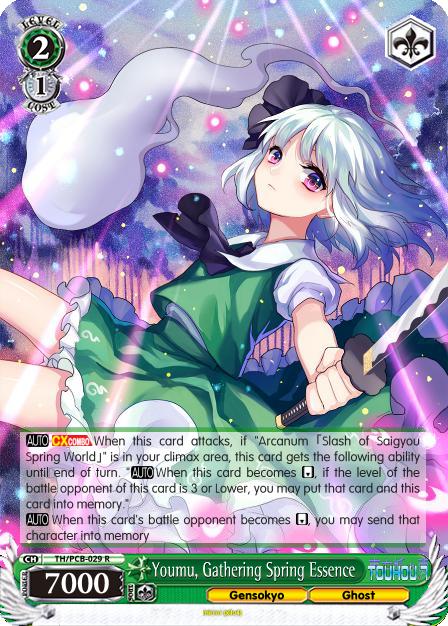 LEVEL
2
1
COST
AUTO CXCOMBO When this card attacks, if "Arcanum「Slash of Saigyou
Spring World」" is in your climax area, this card gets the following ability
until end of turn. "AUTO When this card becomes, if the level of the
battle opponent of this card is 3 or Lower, you may put that card and this
card into memory."
AUTO When this card's battle opponent becomes, you may send that
character into memory
CH TH/PCB-029 R
POWER 7000 SOUL Youmu, Gathering Spring Essence TOUHOU
Gensokyo Ghost